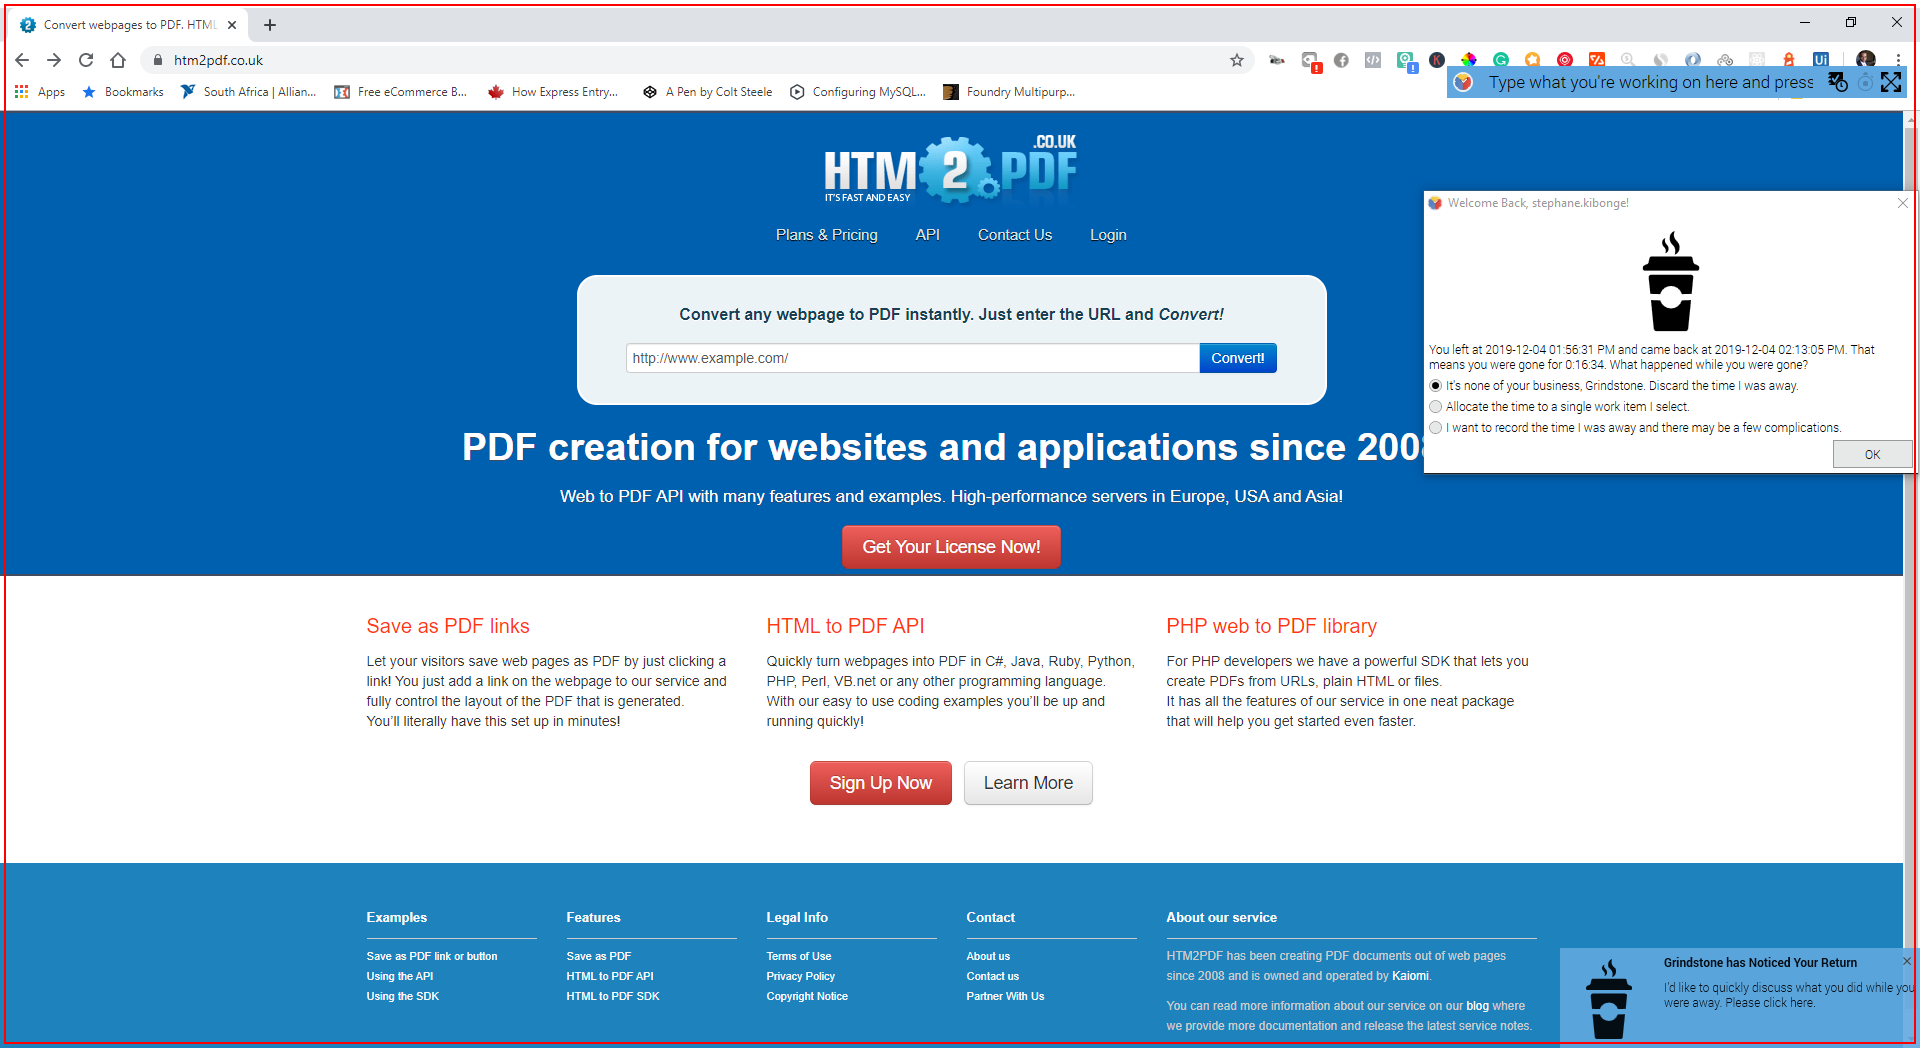 Convert webpages to PDF. HTML
htm2pdf.co.uk
Apps
Bookmarks
South Africa | Allian...
Free eCommerce B...
How Express Entry...
A Pen by Colt Steele
Configuring MySQL...
Foundry Multipurp...
Type what you're working on here and press
HTM 2 PDF .CO.UK
IT'S FAST AND EASY
Plans & Pricing
API
Contact Us
Login
Convert any webpage to PDF instantly. Just enter the URL and Convert!
http://www.example.com/
Convert!
PDF creation for websites and applications since 2008
Web to PDF API with many features and examples. High-performance servers in Europe, USA and Asia!
Get Your License Now!
Welcome Back, stephane.kibonge!
You left at 2019-12-04 01:56:31 PM and came back at 2019-12-04 02:13:05 PM. That
means you were gone for 0:16:34. What happened while you were gone?
It's none of your business, Grindstone. Discard the time I was away.
Allocate the time to a single work item I select.
I want to record the time I was away and there may be a few complications.
OK
Save as PDF links
Let your visitors save web pages as PDF by just clicking a
link! You just add a link on the webpage to our service and
fully control the layout of the PDF that is generated.
You'll literally have this set up in minutes!
HTML to PDF API
Quickly turn webpages into PDF in C#, Java, Ruby, Python,
PHP, Perl, VB.net or any other programming language.
With our easy to use coding examples you'll be up and
running quickly!
PHP web to PDF library
For PHP developers we have a powerful SDK that lets you
create PDFs from URLs, plain HTML or files.
It has all the features of our service in one neat package
that will help you get started even faster.
Sign Up Now
Learn More
Examples
Save as PDF link or button
Using the API
Using the SDK
Features
Save as PDF
HTML to PDF API
HTML to PDF SDK
Legal Info
Terms of Use
Privacy Policy
Copyright Notice
Contact
About us
Contact us
Partner With Us
About our service
HTM2PDF has been creating PDF documents out of web pages
since 2008 and is owned and operated by Kaiomi.
You can read more information about our service on our blog where
we provide more documentation and release the latest service notes.
Grindstone has Noticed Your Return
I'd like to quickly discuss what you did while you
were away. Please click here.